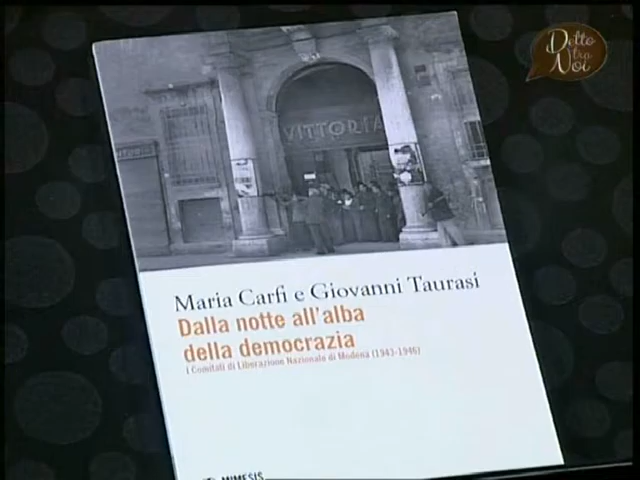 Detto
tra
Noi
VITTORIA
Maria Carfì e Giovanni Taurasi
Dalla notte all'alba
della democrazia
I Comitati di Liberazione Nazionale di Modena (1943-1946)
MIMESIS